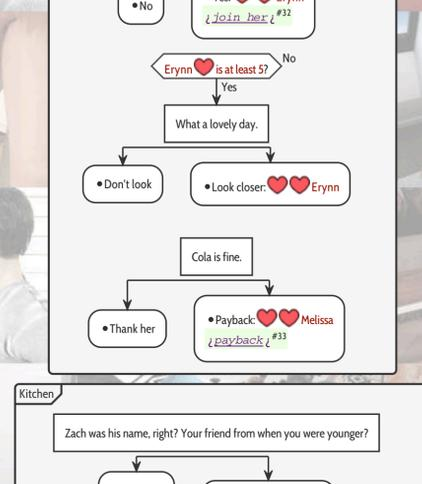 • No
Erynn
¿join her¿ #32
Erynn ❤ is at least 5?
No
Yes
What a lovely day.
• Don't look
• Look closer: ❤❤ Erynn
Cola is fine.
• Thank her
• Payback: ❤❤ Melissa
¿payback¿ #33
Kitchen
Zach was his name, right? Your friend from when you were younger?